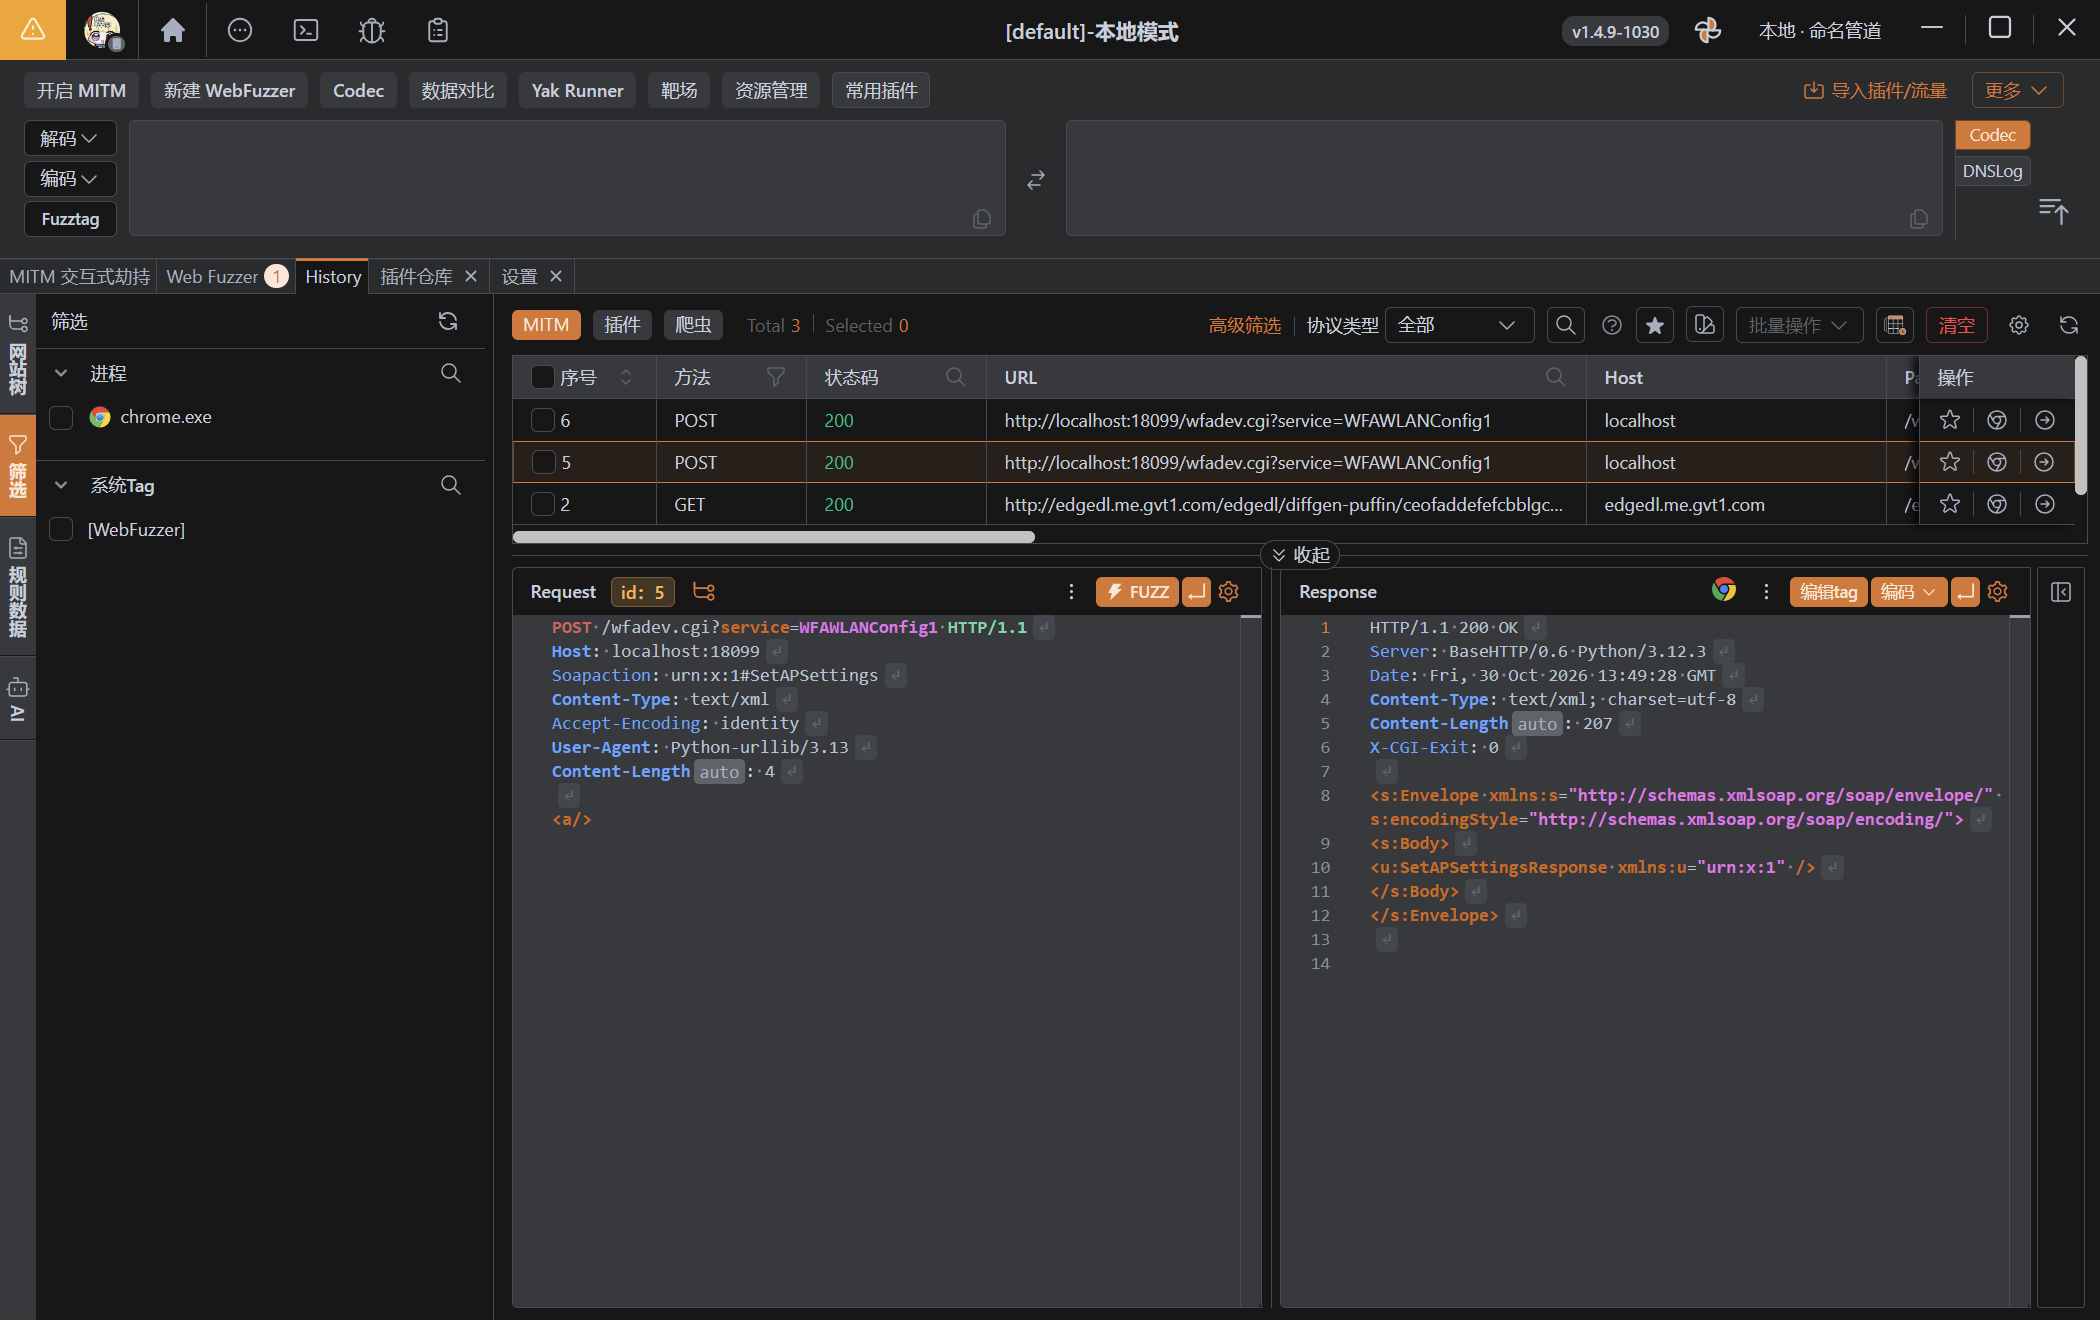 [default]-本地模式
v1.4.9-1030
本地 · 命名管道
开启 MITM
新建 WebFuzzer
Codec
数据对比
Yak Runner
靶场
资源管理
常用插件
导入插件/流量
更多
解码
编码
Fuzztag
Codec
DNSLog
MITM 交互式劫持
Web Fuzzer 1
History
插件仓库
设置
网站树
筛选
规则数据
AI
筛选
进程
chrome.exe
系统Tag
[WebFuzzer]
MITM
插件
爬虫
Total 3
Selected 0
高级筛选
协议类型
全部
批量操作
清空
序号 方法 状态码 URL Host 操作
6 POST 200 http://localhost:18099/wfadev.cgi?service=WFAWLANConfig1 localhost
5 POST 200 http://localhost:18099/wfadev.cgi?service=WFAWLANConfig1 localhost
2 GET 200 http://edgedl.me.gvt1.com/edgedl/diffgen-puffin/ceofaddefefcbblgc... edgedl.me.gvt1.com
收起
Request
id: 5
FUZZ
POST /wfadev.cgi?service=WFAWLANConfig1 HTTP/1.1
Host: localhost:18099
Soapaction: urn:x:1#SetAPSettings
Content-Type: text/xml
Accept-Encoding: identity
User-Agent: Python-urllib/3.13
Content-Length auto : 4
<a/>
Response
编辑tag
编码
1 HTTP/1.1 200 OK
2 Server: BaseHTTP/0.6 Python/3.12.3
3 Date: Fri, 30 Oct 2026 13:49:28 GMT
4 Content-Type: text/xml; charset=utf-8
5 Content-Length auto : 207
6 X-CGI-Exit: 0
7
8 <s:Envelope xmlns:s="http://schemas.xmlsoap.org/soap/envelope/"
s:encodingStyle="http://schemas.xmlsoap.org/soap/encoding/">
9 <s:Body>
10 <u:SetAPSettingsResponse xmlns:u="urn:x:1" />
11 </s:Body>
12 </s:Envelope>
13
14